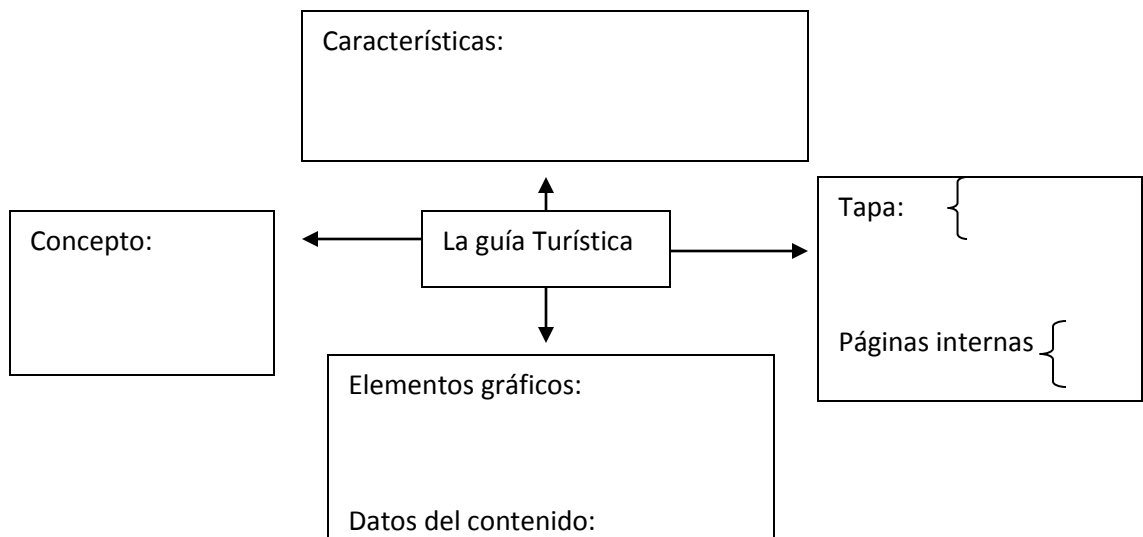 Características:
Tapa:
Concepto:
La guía Turística
Páginas internas
Elementos gráficos:
Datos del contenido: